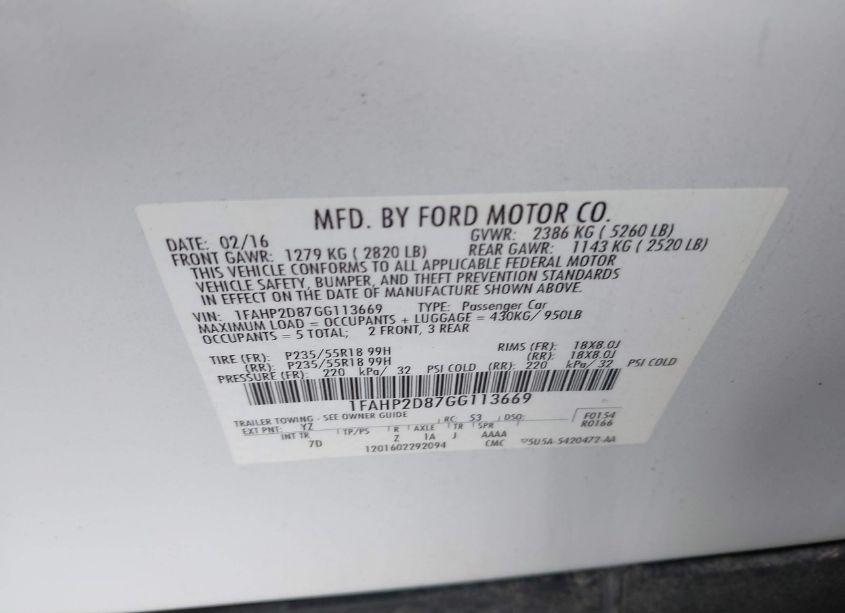 MFD. BY FORD MOTOR CO.
DATE: 02/16 GVWR: 2386 KG ( 5260 LB)
FRONT GAWR: 1279 KG ( 2820 LB) REAR GAWR: 1143 KG ( 2520 LB)
THIS VEHICLE CONFORMS TO ALL APPLICABLE FEDERAL MOTOR
VEHICLE SAFETY, BUMPER, AND THEFT PREVENTION STANDARDS
IN EFFECT ON THE DATE OF MANUFACTURE SHOWN ABOVE.
VIN: 1FAHP2D87GG113669 TYPE: Passenger Car
MAXIMUM LOAD = OCCUPANTS + LUGGAGE = 430KG/ 950LB
OCCUPANTS = 5 TOTAL; 2 FRONT, 3 REAR
TIRE (FR): P235/55R18 99H RIMS (FR): 18X8.0J
(RR): P235/55R18 99H (RR): 18X8.0J
PRESSURE (FR): 220 kPa/ 32 PSI COLD (RR): 220 kPa/ 32 PSI COLD
1FAHP2D87GG113669
TRAILER TOWING - SEE OWNER GUIDE RC: 53 DSO: F0154
EXT PNT: YZ R0166
INT TR TP/PS R AXLE TR SPR
7D Z 1A J AAAA
1201602292094 CMC 5U5A-5420472-AA